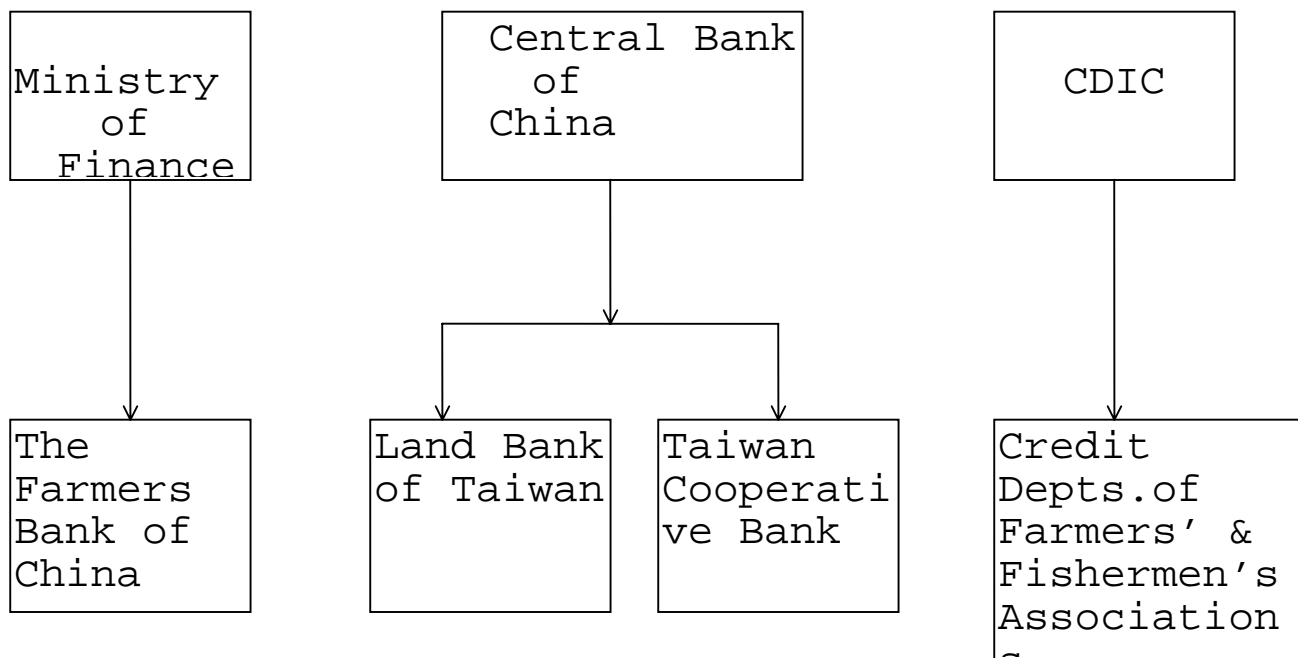 Ministry
of
Finance
Central Bank
of
China
CDIC
The
Farmers
Bank of
China
Land Bank
of Taiwan
Taiwan
Cooperati
ve Bank
Credit
Depts.of
Farmers’ &
Fishermen’s
Association
s